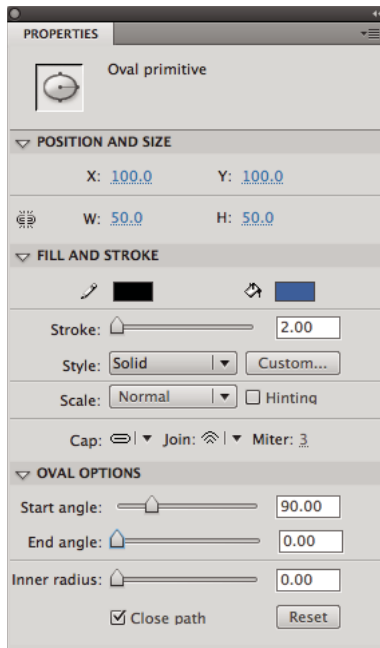 PROPERTIES
Oval primitive
POSITION AND SIZE
X: 100.0 Y: 100.0
W: 50.0 H: 50.0
FILL AND STROKE
Stroke: 2.00
Style: Solid Custom...
Scale: Normal Hinting
Cap: Join: Miter: 3
OVAL OPTIONS
Start angle: 90.00
End angle: 0.00
Inner radius: 0.00
Close path Reset